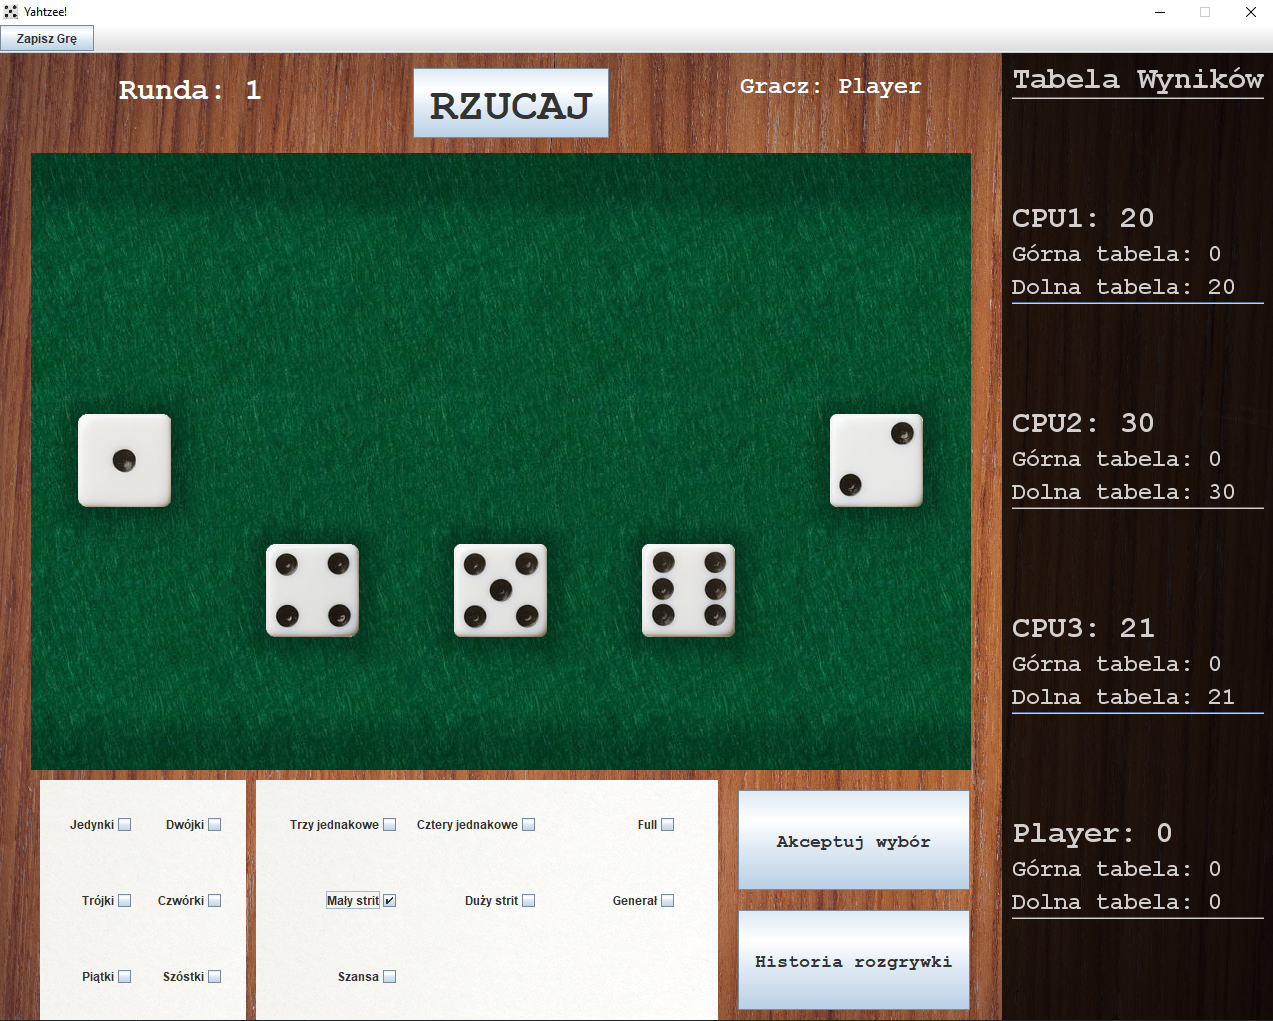 Yahtzee!
Zapisz Grę
Runda: 1
RZUCAJ
Gracz: Player
Tabela Wyników
CPU1: 20
Górna tabela: 0
Dolna tabela: 20
CPU2: 30
Górna tabela: 0
Dolna tabela: 30
CPU3: 21
Górna tabela: 0
Dolna tabela: 21
Player: 0
Górna tabela: 0
Dolna tabela: 0
Jedynki Dwójki
Trójki Czwórki
Piątki Szóstki
Trzy jednakowe Cztery jednakowe Full
Mały strit Duży strit Generał
Szansa
Akceptuj wybór
Historia rozgrywki